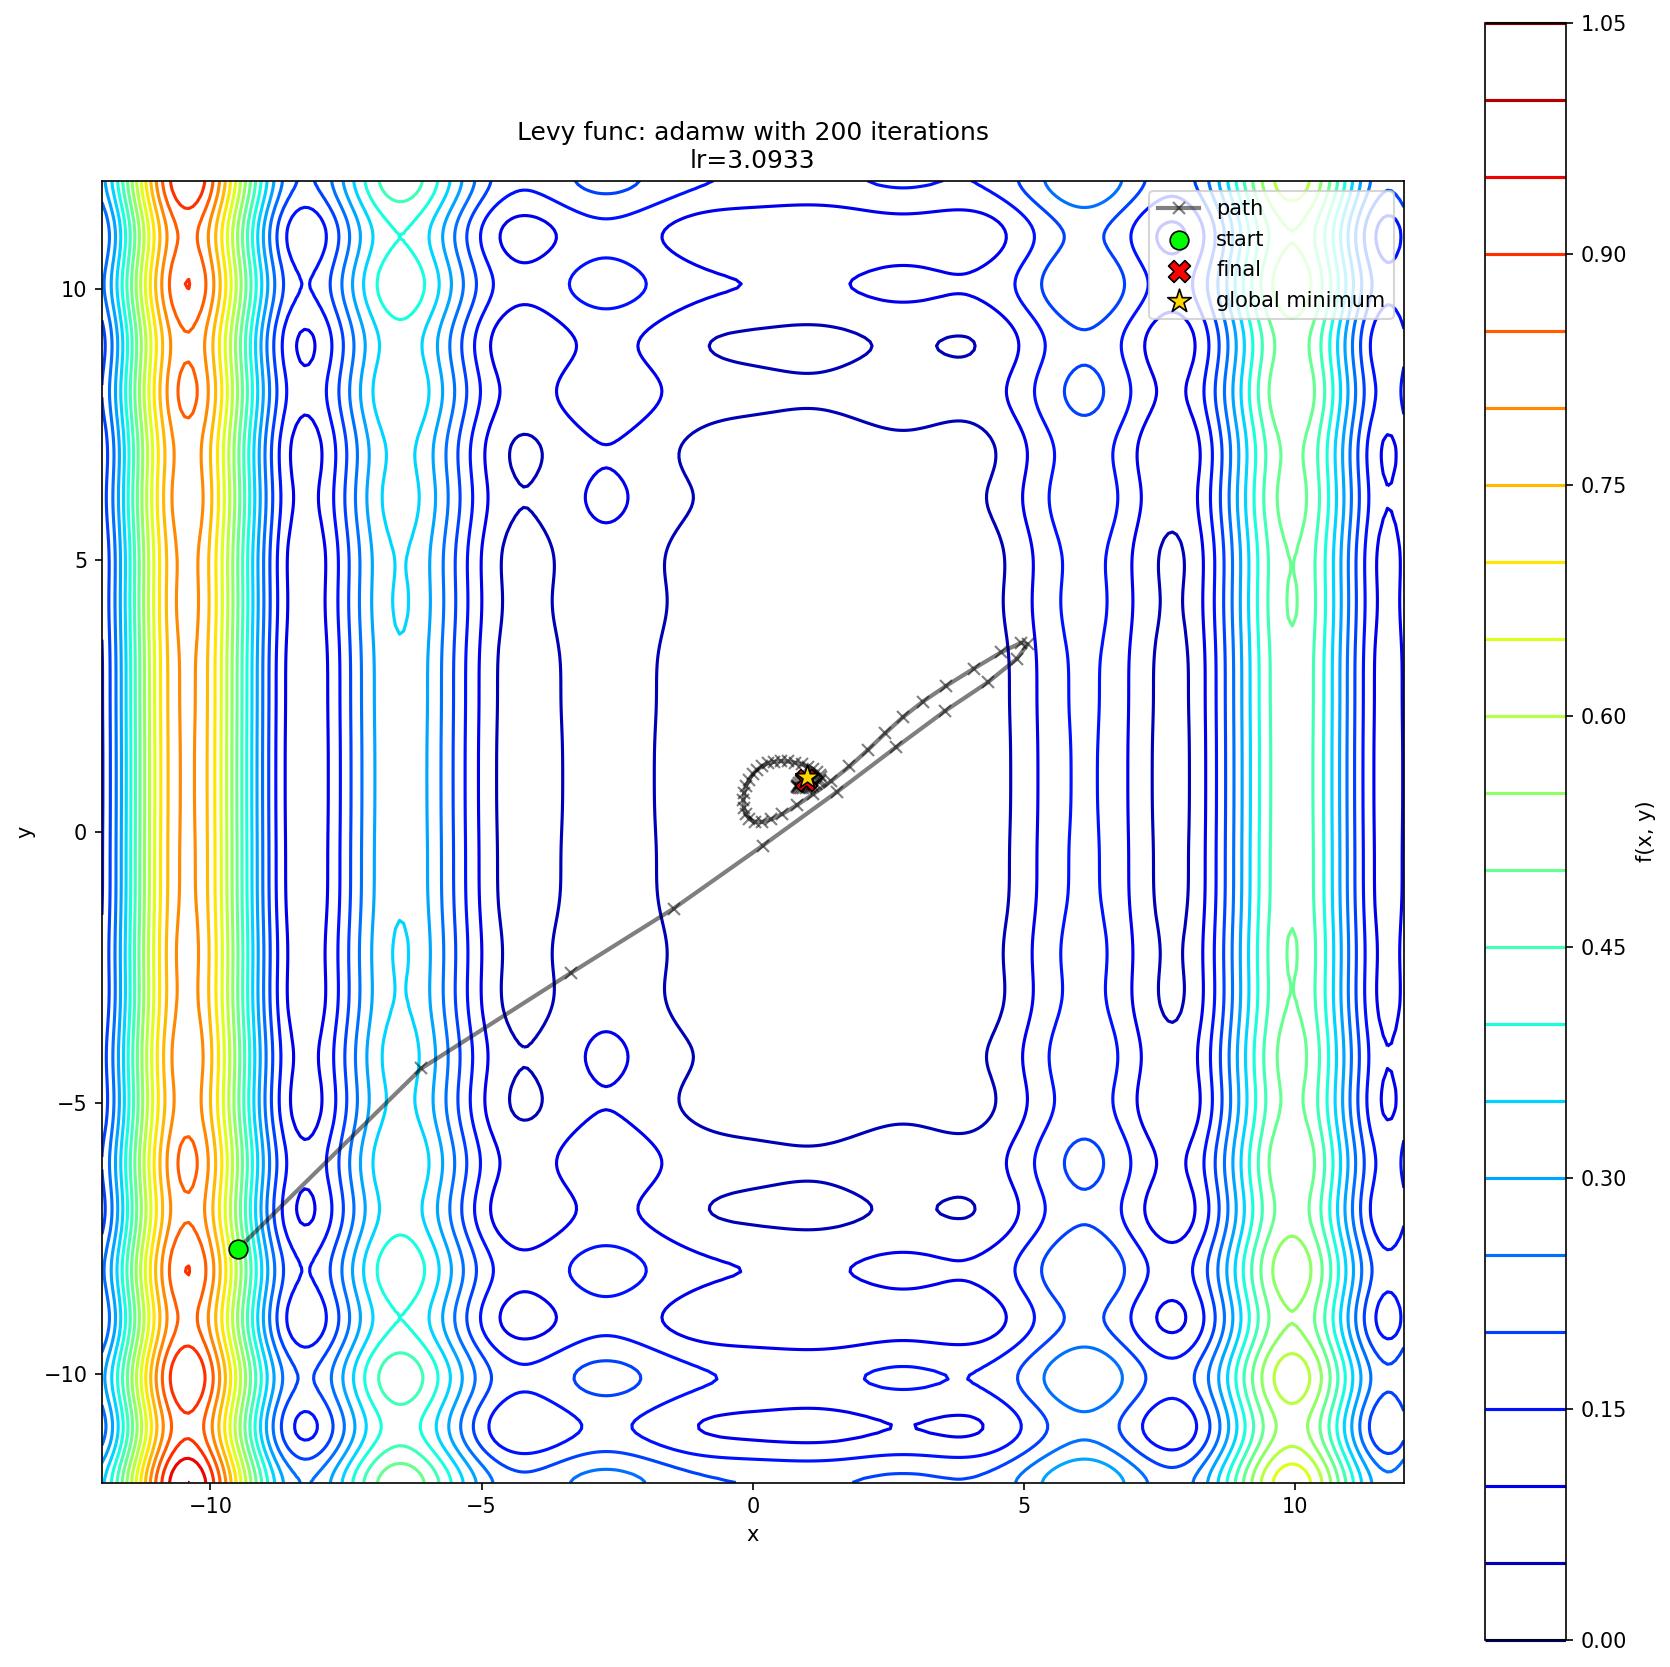 Levy func: adamw with 200 iterations
lr=3.0933
path
start
final
global minimum
10
5
0
−5
−10
y
−10
−5
0
5
10
x
1.05
0.90
0.75
0.60
0.45
0.30
0.15
0.00
f(x, y)